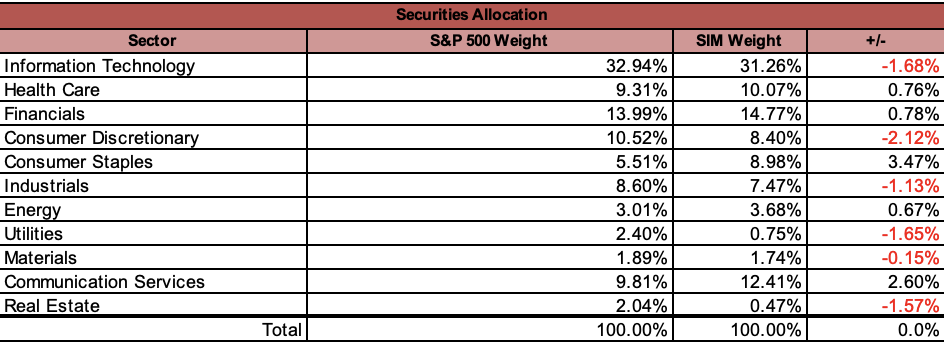 Securities Allocation
Sector S&P 500 Weight SIM Weight +/-
Information Technology 32.94% 31.26% -1.68%
Health Care 9.31% 10.07% 0.76%
Financials 13.99% 14.77% 0.78%
Consumer Discretionary 10.52% 8.40% -2.12%
Consumer Staples 5.51% 8.98% 3.47%
Industrials 8.60% 7.47% -1.13%
Energy 3.01% 3.68% 0.67%
Utilities 2.40% 0.75% -1.65%
Materials 1.89% 1.74% -0.15%
Communication Services 9.81% 12.41% 2.60%
Real Estate 2.04% 0.47% -1.57%
Total 100.00% 100.00% 0.0%